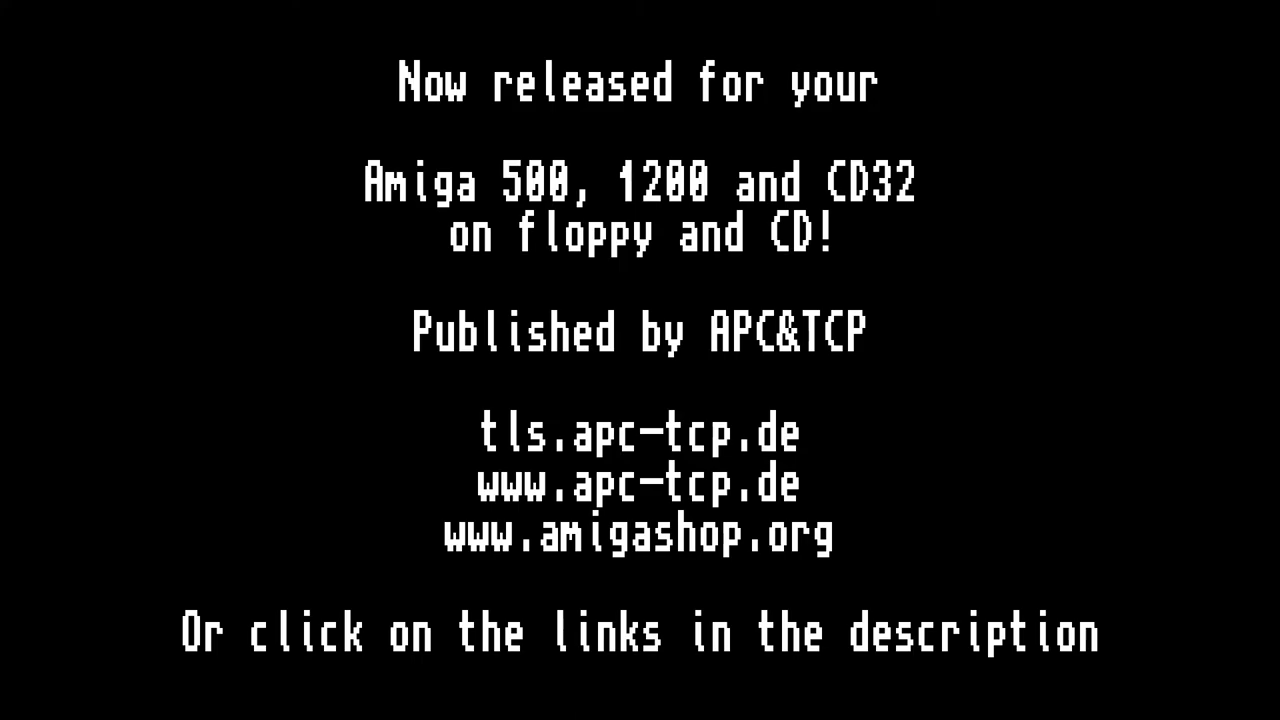 Now released for your
Amiga 500, 1200 and CD32
on floppy and CD!
Published by APC&TCP
tls.apc-tcp.de
www.apc-tcp.de
www.amigashop.org
Or click on the links in the description